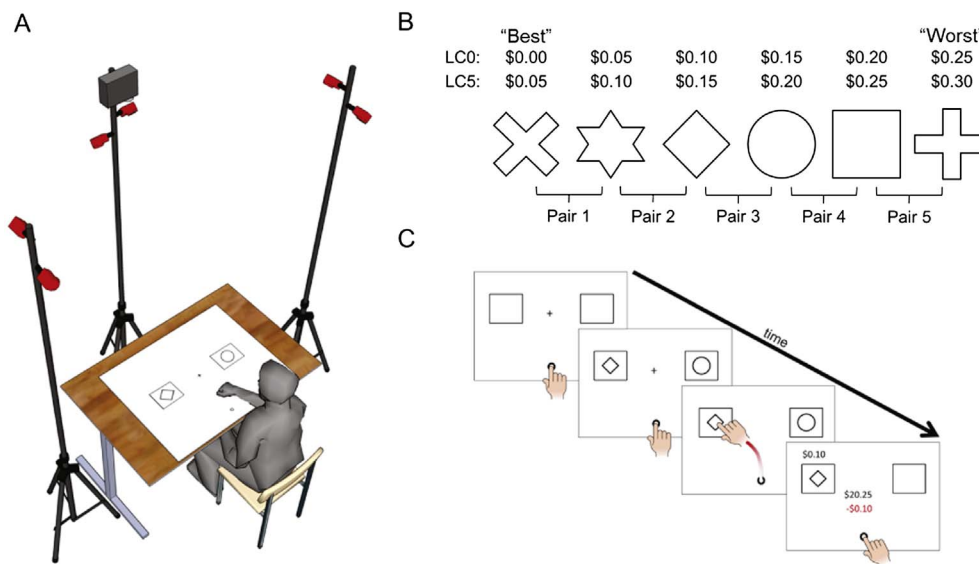 A
B
"Best" "Worst"
LC0: $0.00 $0.05 $0.10 $0.15 $0.20 $0.25
LC5: $0.05 $0.10 $0.15 $0.20 $0.25 $0.30
Pair 1 Pair 2 Pair 3 Pair 4 Pair 5
C
time
$0.10
$20.25
-$0.10